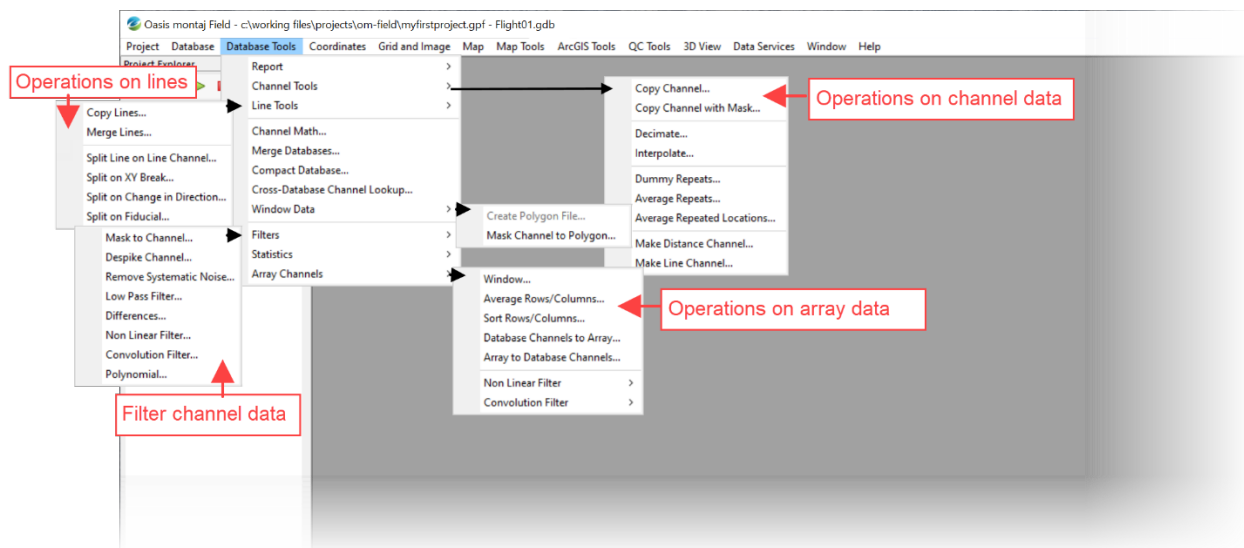 Oasis montaj Field - c:\working files\projects\om-field\myfirstproject.gpf - Flight01.gdb
Project Database Database Tools Coordinates Grid and Image Map Map Tools ArcGIS Tools QC Tools 3D View Data Services Window Help
Project Explorer
Operations on lines
Copy Lines...
Merge Lines...
Split Line on Line Channel...
Split on XY Break...
Split on Change in Direction...
Split on Fiducial...
Mask to Channel...
Despike Channel...
Remove Systematic Noise...
Low Pass Filter...
Differences...
Non Linear Filter...
Convolution Filter...
Polynomial...
Filter channel data
Report
Channel Tools
Line Tools
Channel Math...
Merge Databases...
Compact Database...
Cross-Database Channel Lookup...
Window Data
Filters
Statistics
Array Channels
Create Polygon File...
Mask Channel to Polygon...
Window...
Average Rows/Columns...
Sort Rows/Columns...
Database Channels to Array...
Array to Database Channels...
Non Linear Filter
Convolution Filter
Operations on array data
Copy Channel...
Copy Channel with Mask...
Decimate...
Interpolate...
Dummy Repeats...
Average Repeats...
Average Repeated Locations...
Make Distance Channel...
Make Line Channel...
Operations on channel data